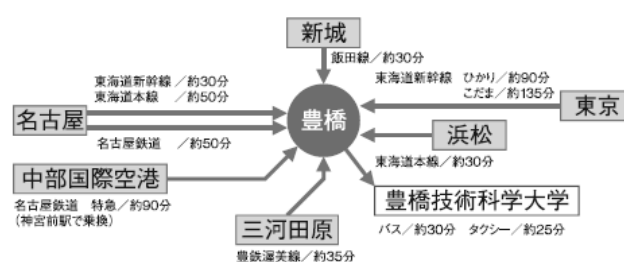 新城
飯田線／約30分
東海道新幹線／約30分
東海道本線　／約50分
東海道新幹線　ひかり／約90分
こだま／約135分
名古屋
豊橋
東京
浜松
名古屋鉄道　／約50分
東海道本線／約30分
中部国際空港
名古屋鉄道　特急／約90分
（神宮前駅で乗換）
豊橋技術科学大学
バス／約30分　タクシー／約25分
三河田原
豊鉄渥美線／約35分